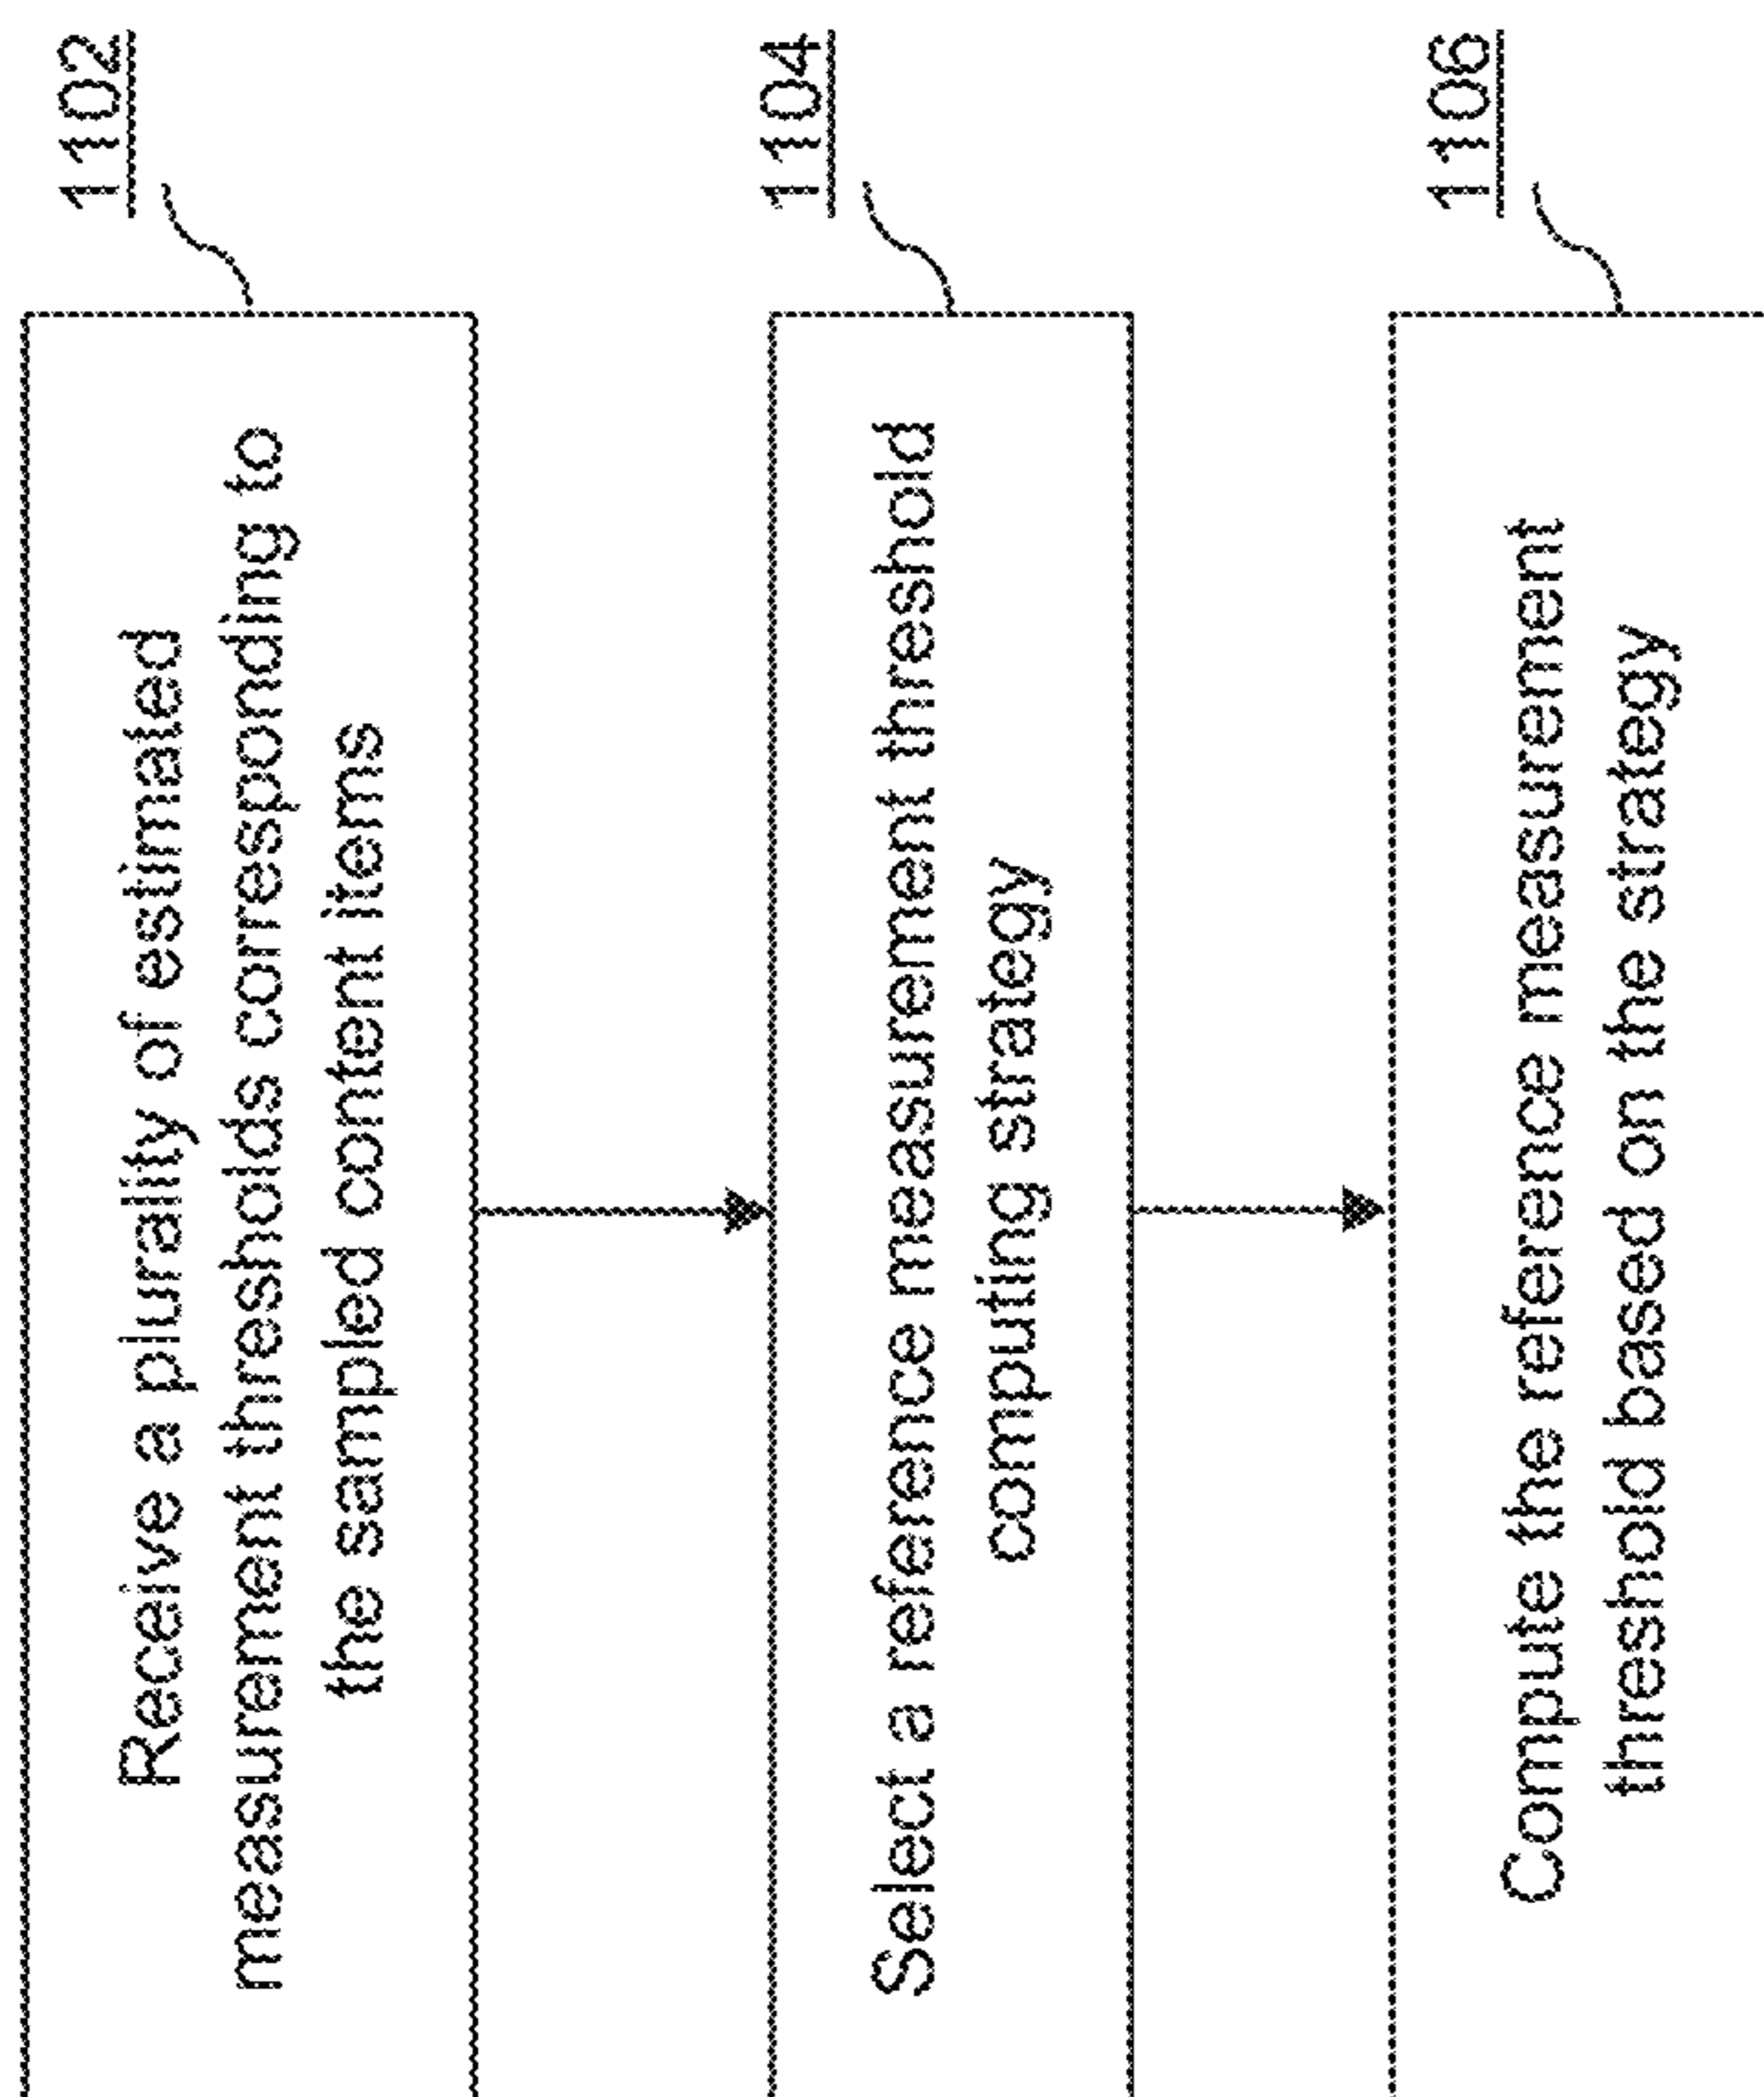 1102
Receive a plurality of estimated
measurement thresholds corresponding to
the sampled content items
1104
Select a reference measurement threshold
computing strategy
1106
Compute the reference measurement
threshold based on the strategy